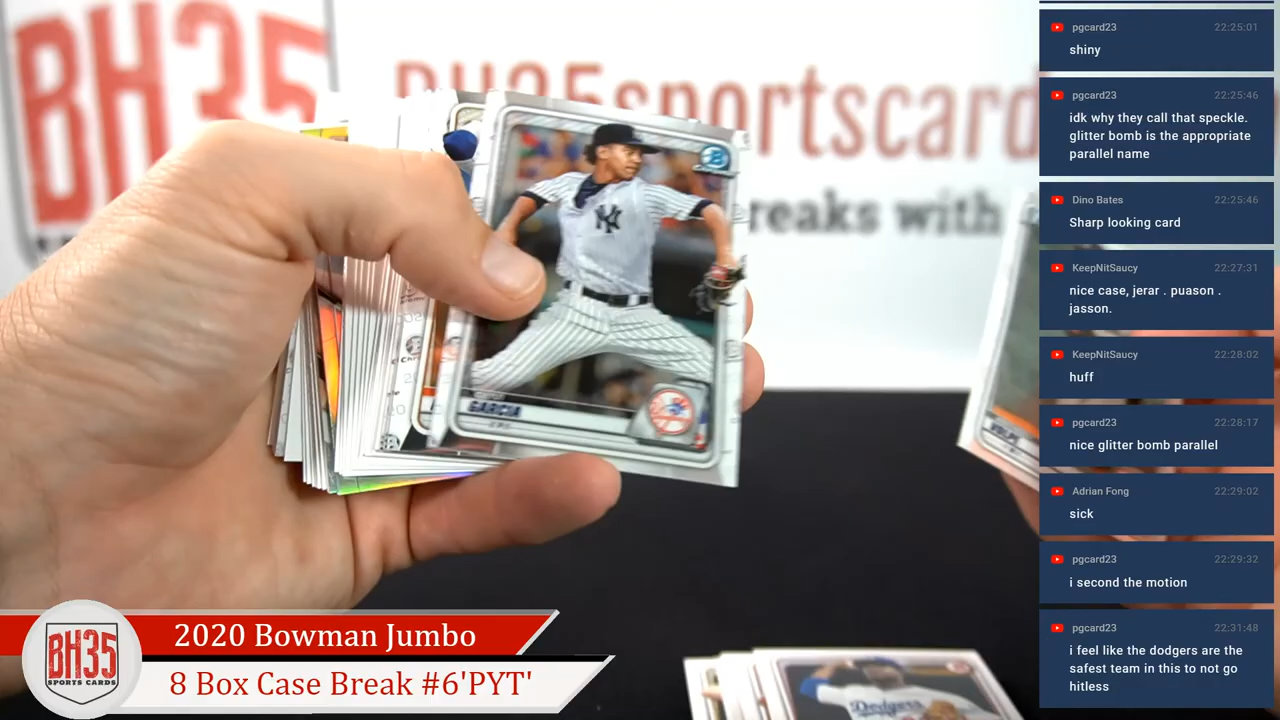 BH35
BH35sportscard
reaks with
NY
GARCIA
Dodgers
2020 Bowman Jumbo
8 Box Case Break #6'PYT'
BH35
SPORTS CARDS
pgcard23 22:25:01
shiny
pgcard23 22:25:46
idk why they call that speckle.
glitter bomb is the appropriate
parallel name
Dino Bates 22:25:46
Sharp looking card
KeepNitSaucy 22:27:31
nice case, jerar . puason .
jasson.
KeepNitSaucy 22:28:02
huff
pgcard23 22:28:17
nice glitter bomb parallel
Adrian Fong 22:29:02
sick
pgcard23 22:29:32
i second the motion
pgcard23 22:31:48
i feel like the dodgers are the
safest team in this to not go
hitless